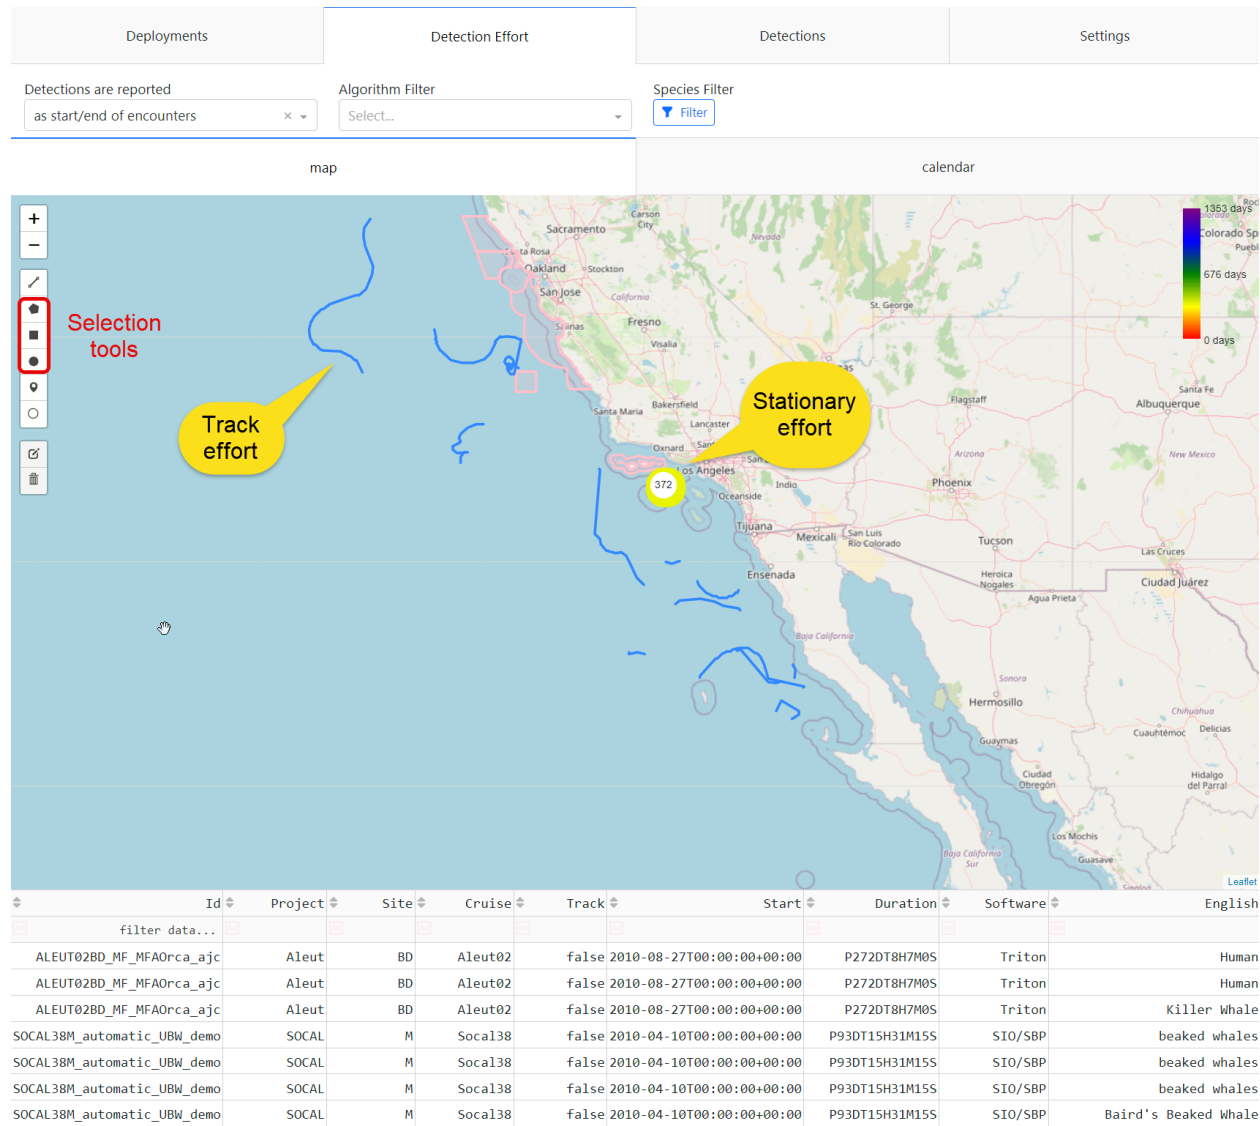 Deployments
Detection Effort
Detections
Settings
Detections are reported
Algorithm Filter
Species Filter
as start/end of encounters
Select...
Filter
map
calendar
+
−
Selection
tools
Track
effort
Stationary
effort
372
1353 days
676 days
0 days
Carson
City
Sacramento
Nevada
Colorado Sp
Oakland
Stockton
San Jose
California
St. George
Fresno
Visalia
Santa Fe
Albuquerque
Flagstaff
Santa Maria
Bakersfield
Lancaster
Oxnard
Los Angeles
Arizona
New Mexico
Indio
Phoenix
Oceanside
Tijuana
Mexicali
San Luis
Río Colorado
Tucson
Las Cruces
Ensenada
Heroica
Nogales
Ciudad Juárez
Agua Prieta
Baja California
Sonora
Hermosillo
Chihuahua
Cuauhtémoc
Delicias
Guaymas
Ciudad
Obregón
Hidalgo
del Parral
Los Mochis
Baja California
Sur
Guasave
Sinaloa
Leaflet
Id Project Site Cruise Track Start Duration Software English
filter data...
ALEUT02BD_MF_MFAOrca_ajc Aleut BD Aleut02 false 2010-08-27T00:00:00+00:00 P272DT8H7M0S Triton Human
ALEUT02BD_MF_MFAOrca_ajc Aleut BD Aleut02 false 2010-08-27T00:00:00+00:00 P272DT8H7M0S Triton Human
ALEUT02BD_MF_MFAOrca_ajc Aleut BD Aleut02 false 2010-08-27T00:00:00+00:00 P272DT8H7M0S Triton Killer Whale
SOCAL38M_automatic_UBW_demo SOCAL M Socal38 false 2010-04-10T00:00:00+00:00 P93DT15H31M15S SIO/SBP beaked whales
SOCAL38M_automatic_UBW_demo SOCAL M Socal38 false 2010-04-10T00:00:00+00:00 P93DT15H31M15S SIO/SBP beaked whales
SOCAL38M_automatic_UBW_demo SOCAL M Socal38 false 2010-04-10T00:00:00+00:00 P93DT15H31M15S SIO/SBP beaked whales
SOCAL38M_automatic_UBW_demo SOCAL M Socal38 false 2010-04-10T00:00:00+00:00 P93DT15H31M15S SIO/SBP Baird's Beaked Whale